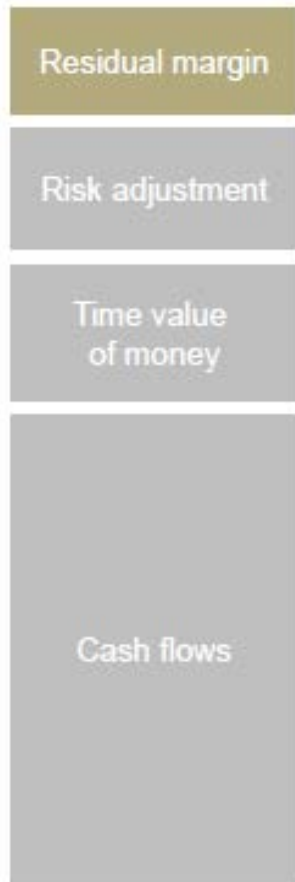 Residual margin
Risk adjustment
Time value
of money
Cash flows